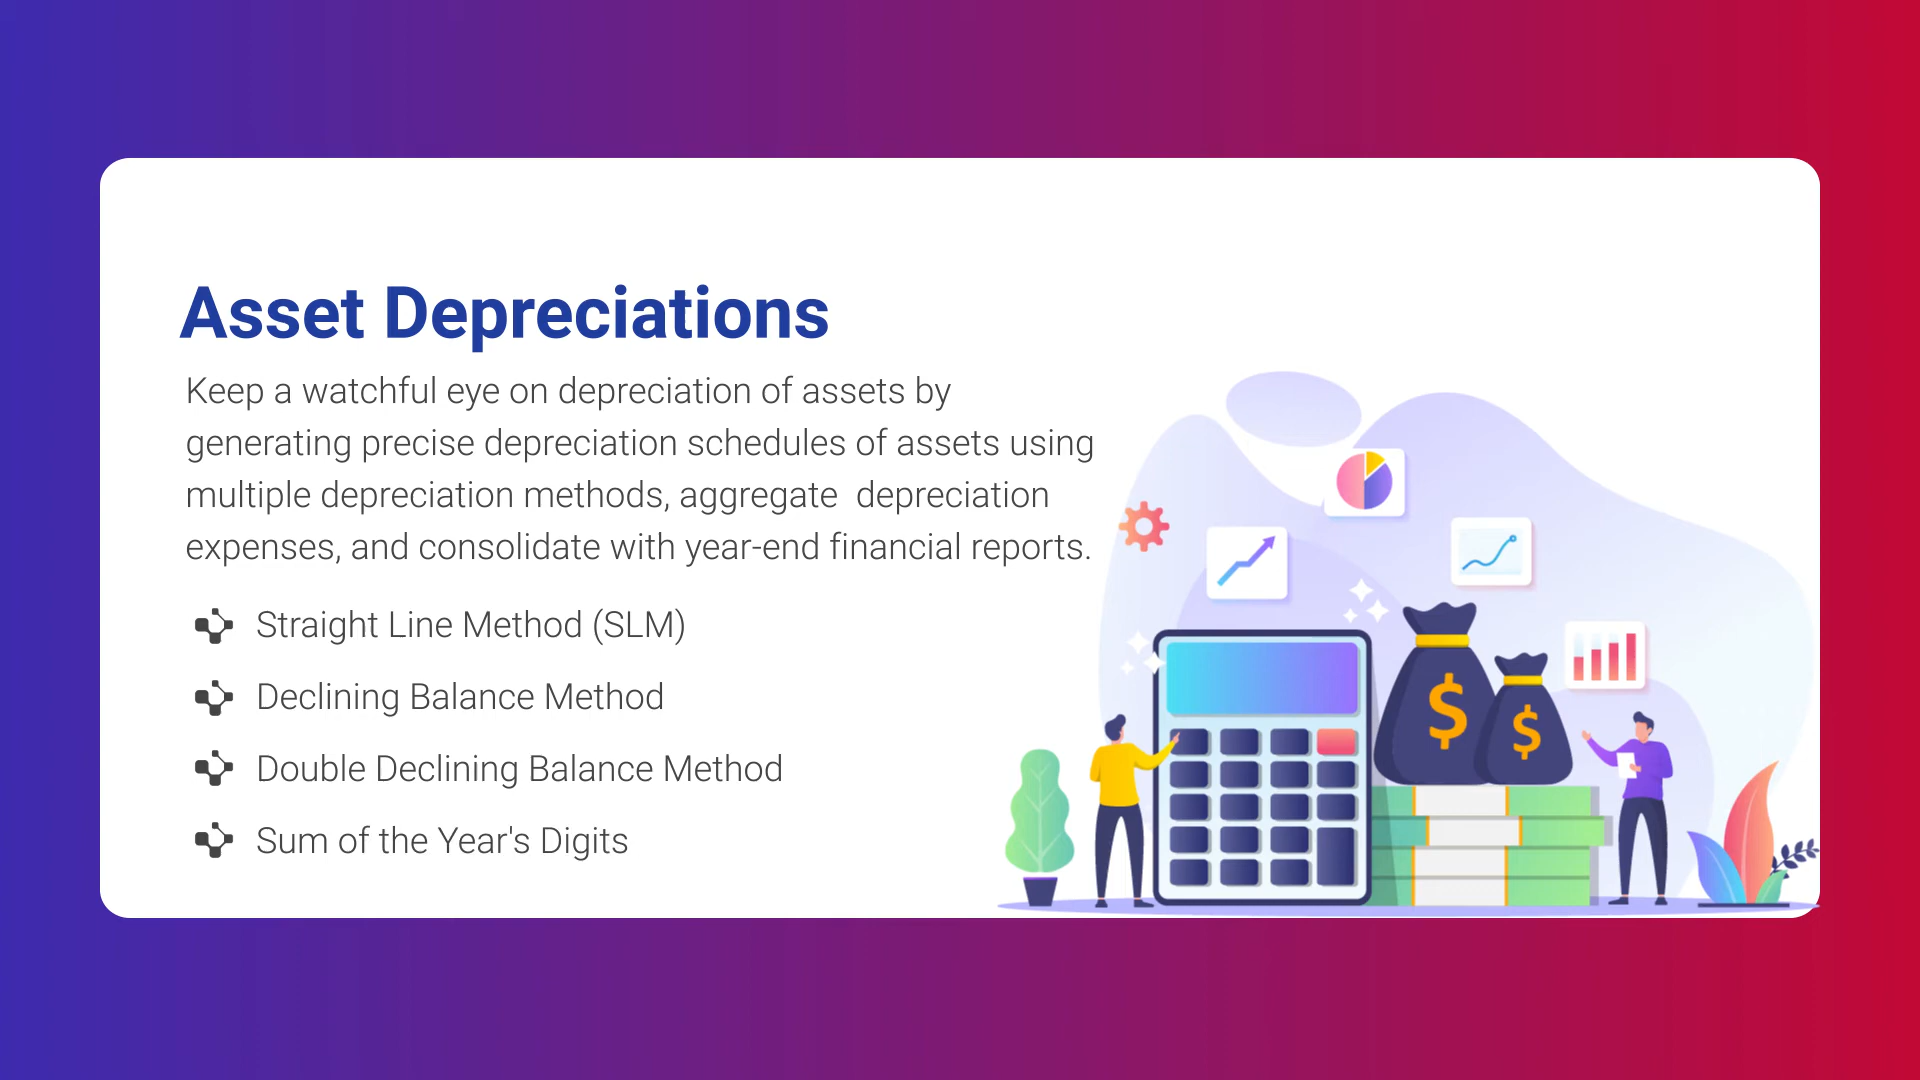 Asset Depreciations
Keep a watchful eye on depreciation of assets by
generating precise depreciation schedules of assets using
multiple depreciation methods, aggregate  depreciation
expenses, and consolidate with year-end financial reports.
Straight Line Method (SLM)
Declining Balance Method
Double Declining Balance Method
Sum of the Year's Digits
$
$